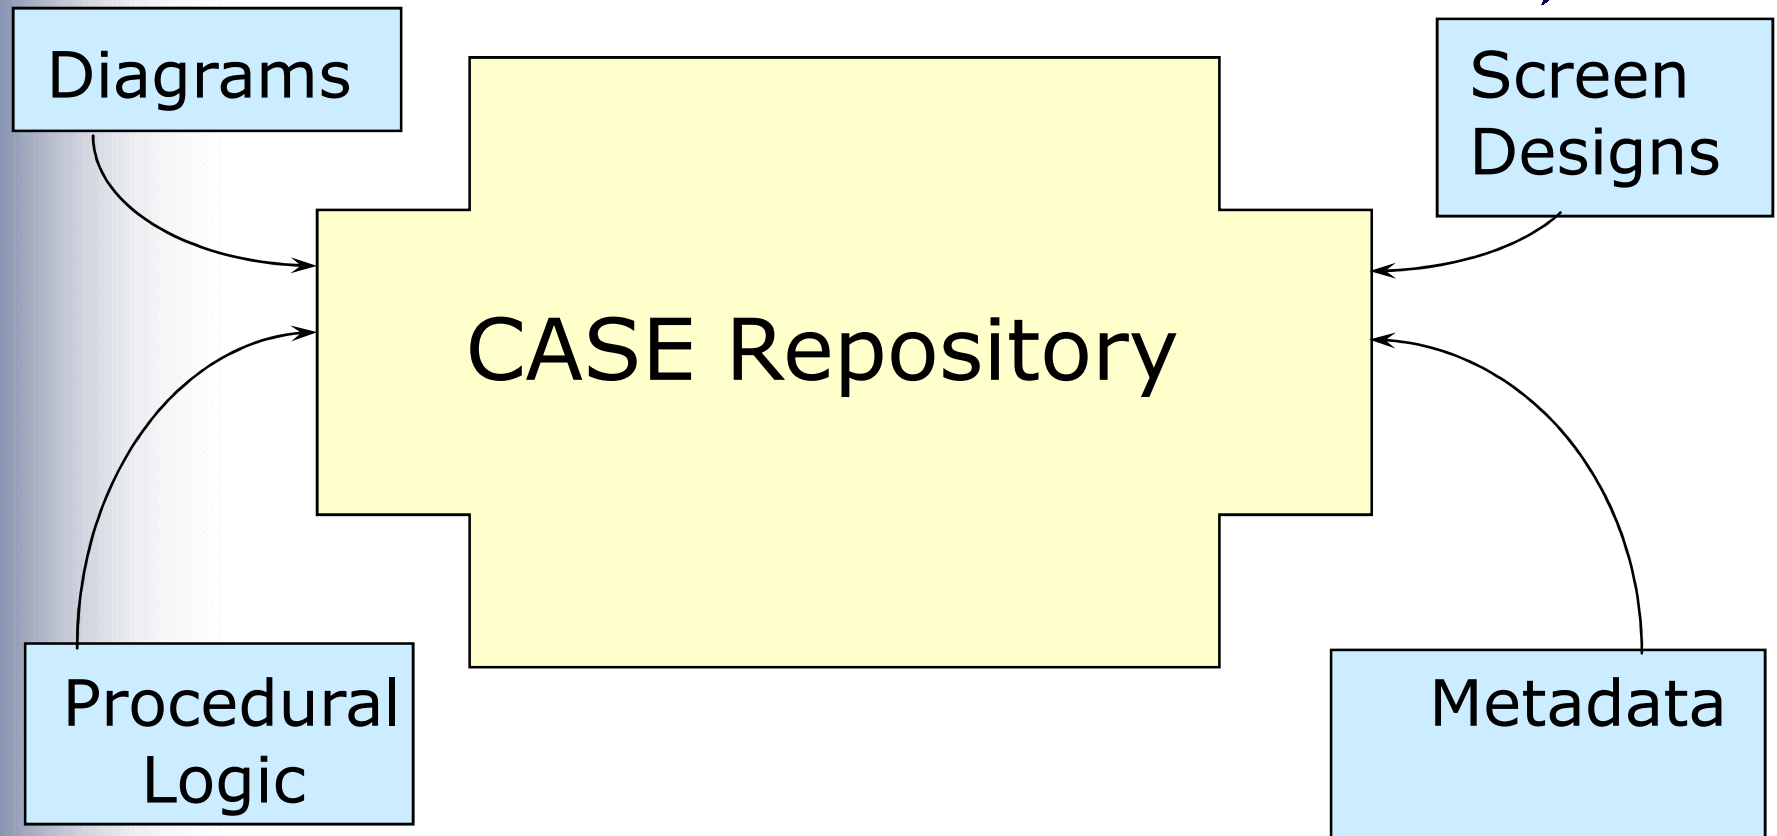 Diagrams
Screen
Designs
CASE Repository
Procedural
Logic
Metadata